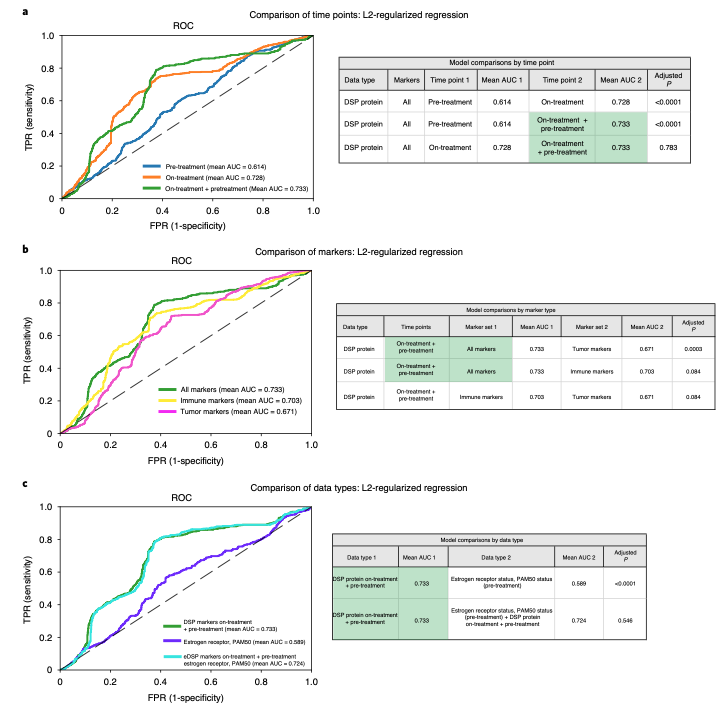 a
Comparison of time points: L2-regularized regression
ROC
1.0
0.8
0.6
0.4
0.2
0
TPR (sensitivity)
Pre-treatment (mean AUC = 0.614)
On-treatment (mean AUC = 0.728)
On-treatment + pretreatment (Mean AUC = 0.733)
0 0.2 0.4 0.6 0.8 1.0
FPR (1-specificity)
Model comparisons by time point
Data type Markers Time point 1 Mean AUC 1 Time point 2 Mean AUC 2 Adjusted P
DSP protein All Pre-treatment 0.614 On-treatment 0.728 <0.0001
DSP protein All Pre-treatment 0.614 On-treatment + pre-treatment 0.733 <0.0001
DSP protein All On-treatment 0.728 On-treatment + pre-treatment 0.733 0.783
b
Comparison of markers: L2-regularized regression
ROC
1.0
0.8
0.6
0.4
0.2
0
TPR (sensitivity)
All markers (mean AUC = 0.733)
Immune markers (mean AUC = 0.703)
Tumor markers (mean AUC = 0.671)
0 0.2 0.4 0.6 0.8 1.0
FPR (1-specificity)
Model comparisons by marker type
Data type Time points Marker set 1 Mean AUC 1 Marker set 2 Mean AUC 2 Adjusted P
DSP protein On-treatment + pre-treatment All markers 0.733 Tumor markers 0.671 0.0003
DSP protein On-treatment + pre-treatment All markers 0.733 Immune markers 0.703 0.084
DSP protein On-treatment + pre-treatment Immune markers 0.703 Tumor markers 0.671 0.084
c
Comparison of data types: L2-regularized regression
ROC
1.0
0.8
0.6
0.4
0.2
0
TPR (sensitivity)
DSP markers on-treatment
+ pre-treatment (mean AUC = 0.733)
Estrogen receptor, PAM50 (mean AUC = 0.589)
eDSP markers on-treatment + pre-treatment
estrogen receptor, PAM50 (mean AUC = 0.724)
0 0.2 0.4 0.6 0.8 1.0
FPR (1-specificity)
Model comparisons by data type
Data type 1 Mean AUC 1 Data type 2 Mean AUC 2 Adjusted P
DSP protein on-treatment + pre-treatment 0.733 Estrogen receptor status, PAM50 status (pre-treatment) 0.589 <0.0001
DSP protein on-treatment + pre-treatment 0.733 Estrogen receptor status, PAM50 status (pre-treatment) + DSP protein on-treatment + pre-treatment 0.724 0.546